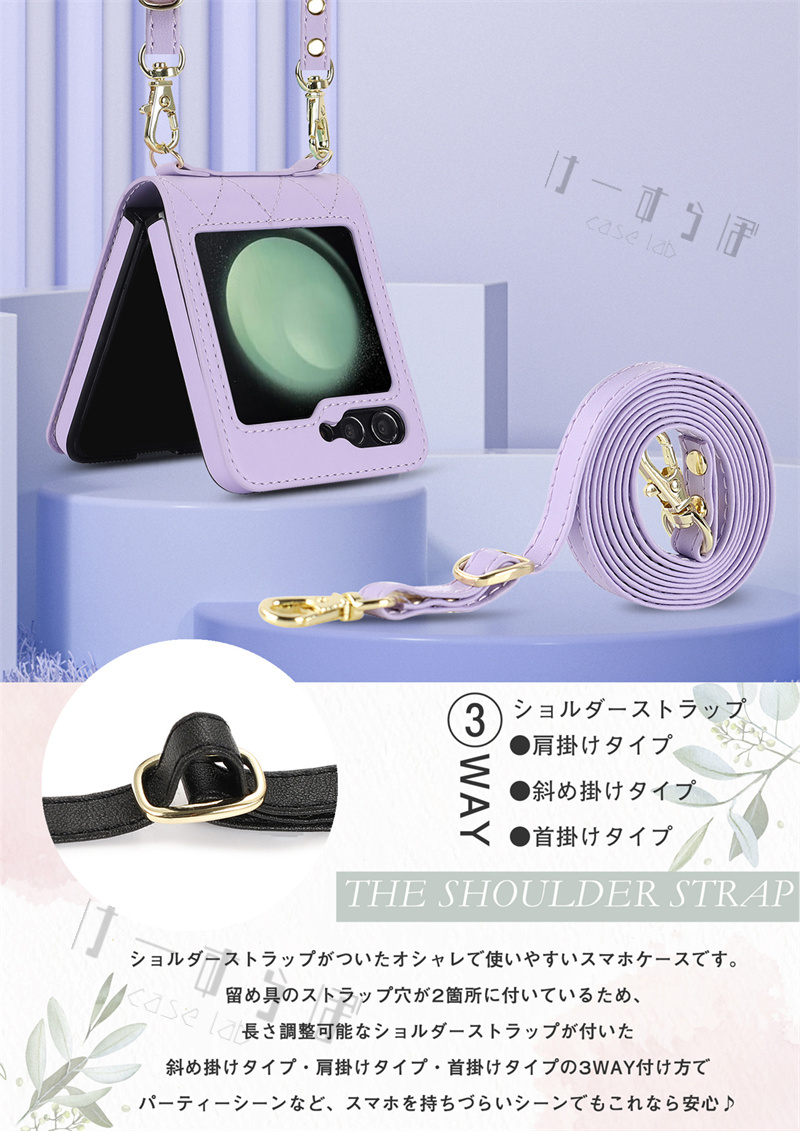 けーすらぼ
case lab
3
WAY
ショルダーストラップ
●肩掛けタイプ
●斜め掛けタイプ
●首掛けタイプ
THE SHOULDER STRAP
けーすらぼ
case lab
ショルダーストラップがついたオシャレで使いやすいスマホケースです。
留め具のストラップ穴が2箇所に付いているため、
長さ調整可能なショルダーストラップが付いた
斜め掛けタイプ・肩掛けタイプ・首掛けタイプの3WAY付け方で
パーティーシーンなど、スマホを持ちづらいシーンでもこれなら安心♪